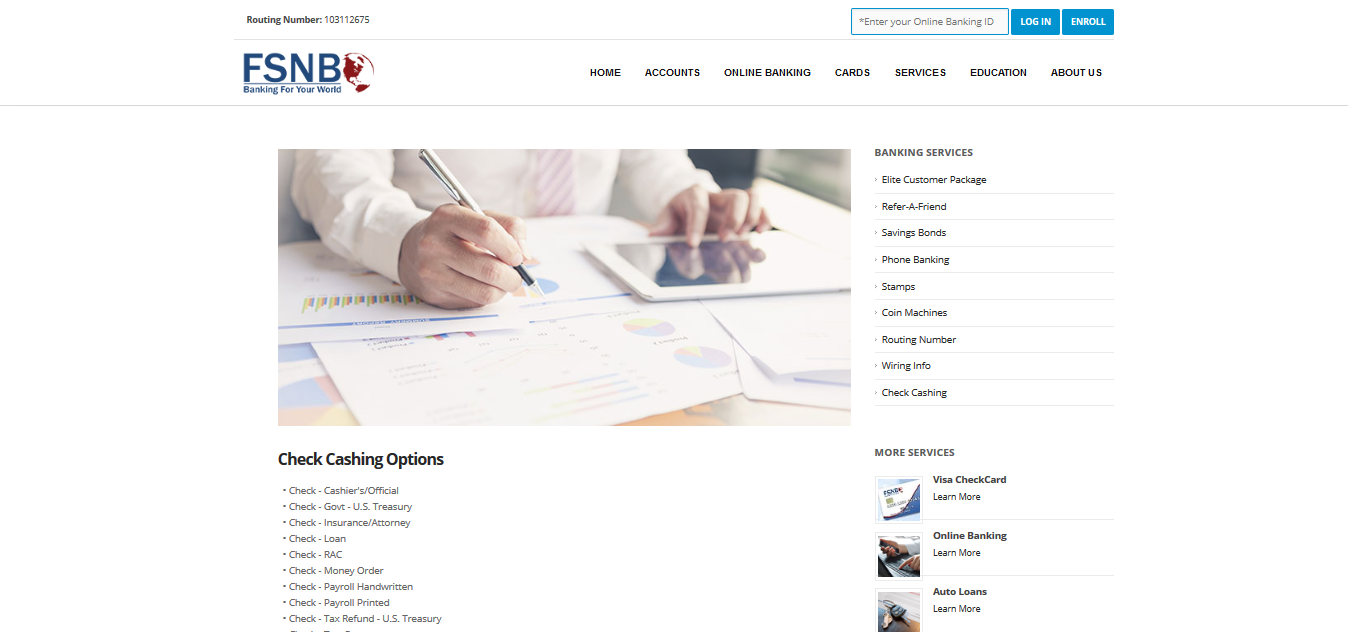 Routing Number: 103112675
*Enter your Online Banking ID
LOG IN
ENROLL
FSNB
Banking For Your World
HOME
ACCOUNTS
ONLINE BANKING
CARDS
SERVICES
EDUCATION
ABOUT US
Check Cashing Options
Check - Cashier's/Official
Check - Govt - U.S. Treasury
Check - Insurance/Attorney
Check - Loan
Check - RAC
Check - Money Order
Check - Payroll Handwritten
Check - Payroll Printed
Check - Tax Refund - U.S. Treasury
BANKING SERVICES
Elite Customer Package
Refer-A-Friend
Savings Bonds
Phone Banking
Stamps
Coin Machines
Routing Number
Wiring Info
Check Cashing
MORE SERVICES
FSNB
Visa CheckCard
Learn More
Online Banking
Learn More
Auto Loans
Learn More